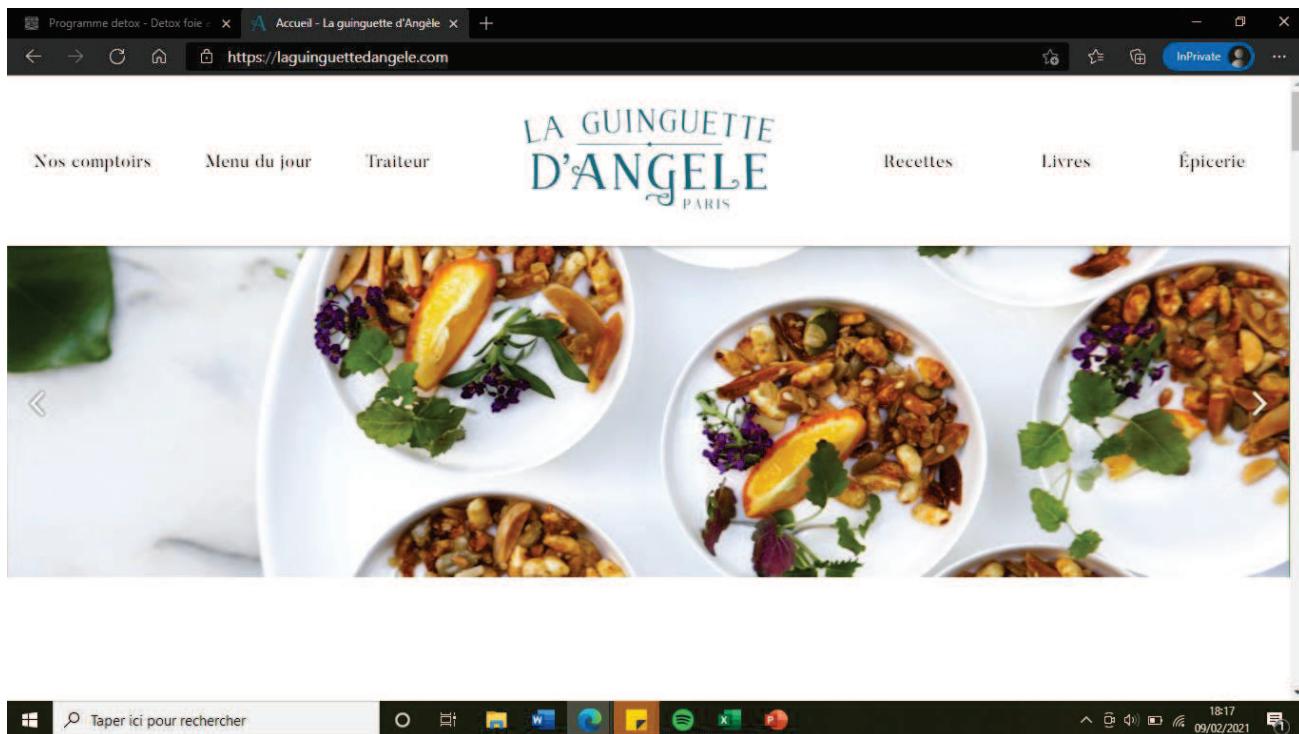 Programme detox - Detox foie
Accueil - La guinguette d'Angèle
https://laguinguettedangele.com
InPrivate
Nos comptoirs
Menu du jour
Traiteur
LA GUINGUETTE
D'ANGELE
PARIS
Recettes
Livres
Épicerie
Taper ici pour rechercher
18:17
09/02/2021
1